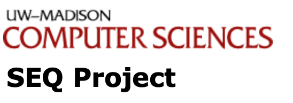 UW–MADISON
COMPUTER SCIENCES
SEQ Project